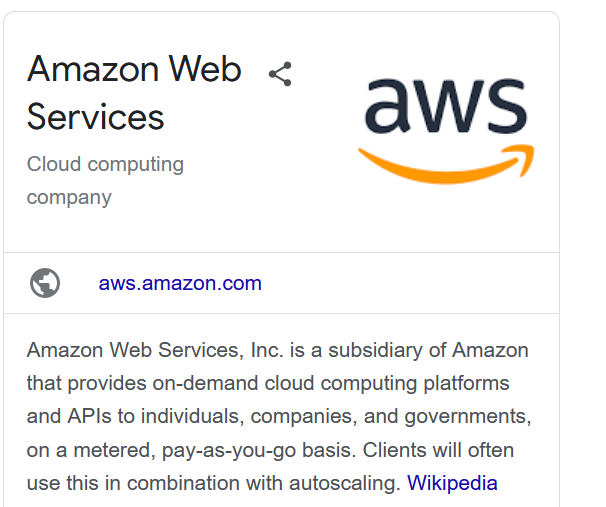 Amazon Web
Services
aws
Cloud computing
company
aws.amazon.com
Amazon Web Services, Inc. is a subsidiary of Amazon
that provides on-demand cloud computing platforms
and APIs to individuals, companies, and governments,
on a metered, pay-as-you-go basis. Clients will often
use this in combination with autoscaling. Wikipedia